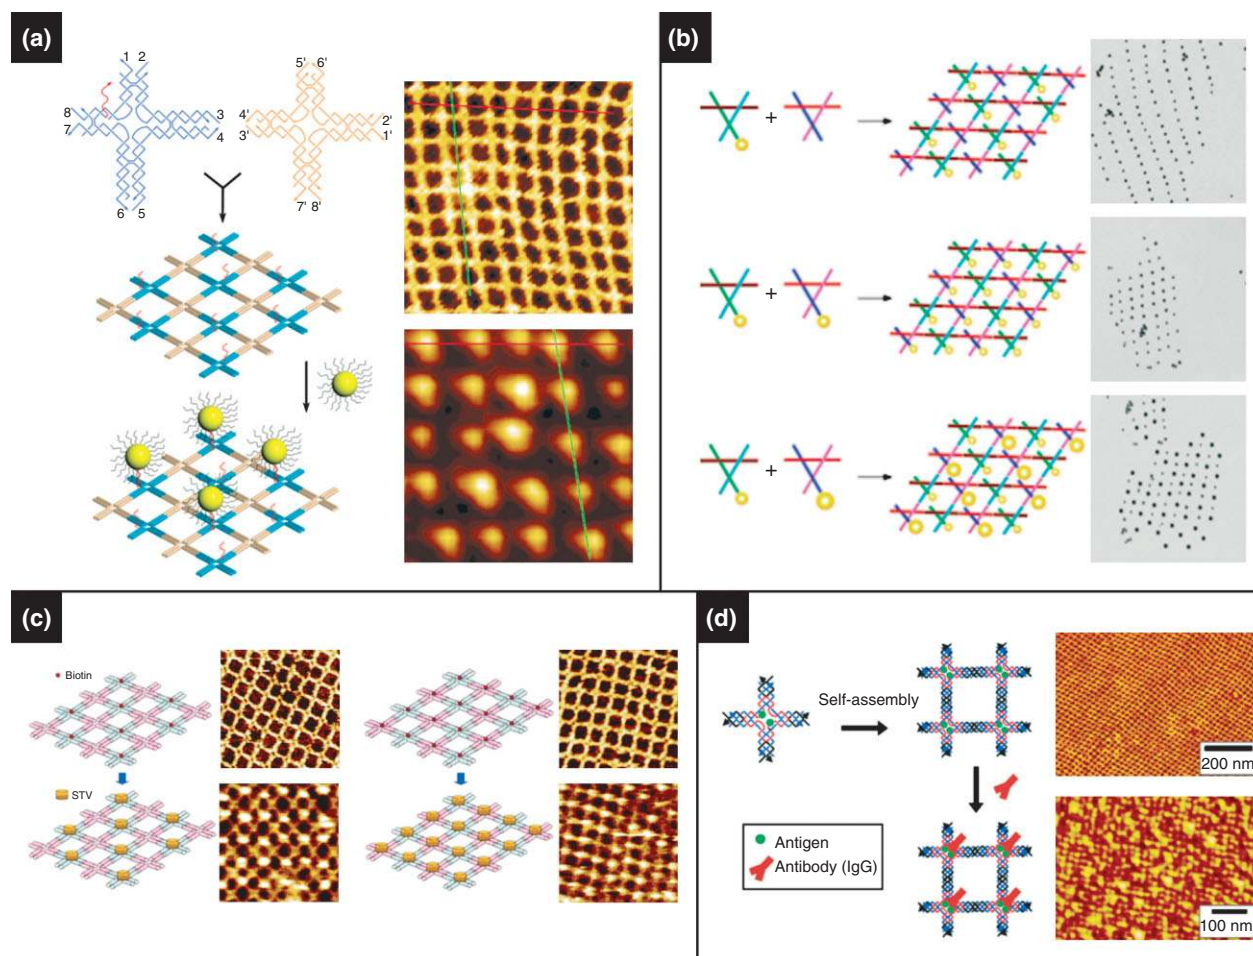 (a)
1 2
8
7
3
4
6 5
5' 6'
4'
3'
2'
1'
7' 8'
(b)
+
+
+
(c)
Biotin
STV
(d)
Self-assembly
200 nm
Antigen
Antibody (IgG)
100 nm